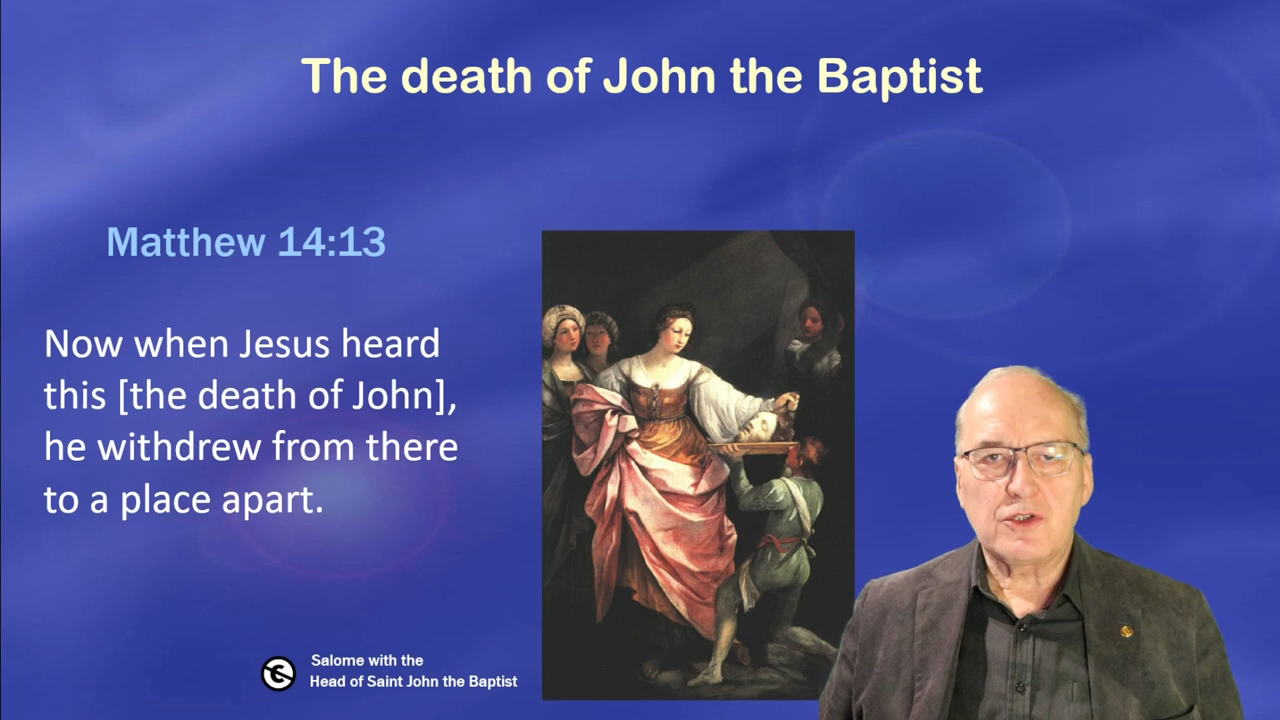 The death of John the Baptist
Matthew 14:13
Now when Jesus heard
this [the death of John],
he withdrew from there
to a place apart.
Salome with the
Head of Saint John the Baptist